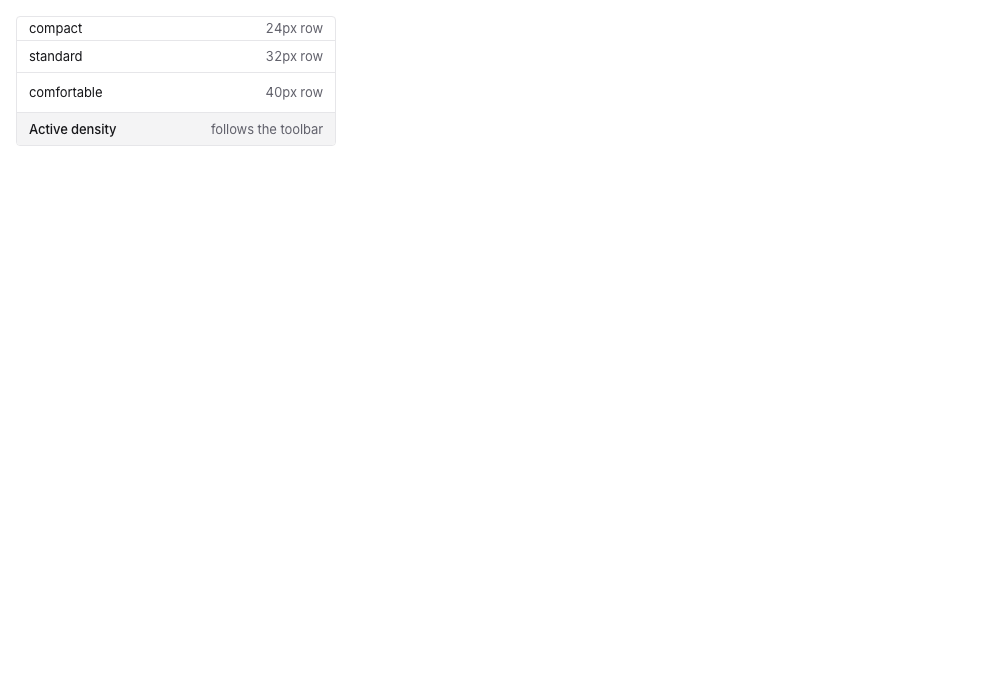 compact 24px row
standard 32px row
comfortable 40px row
Active density follows the toolbar